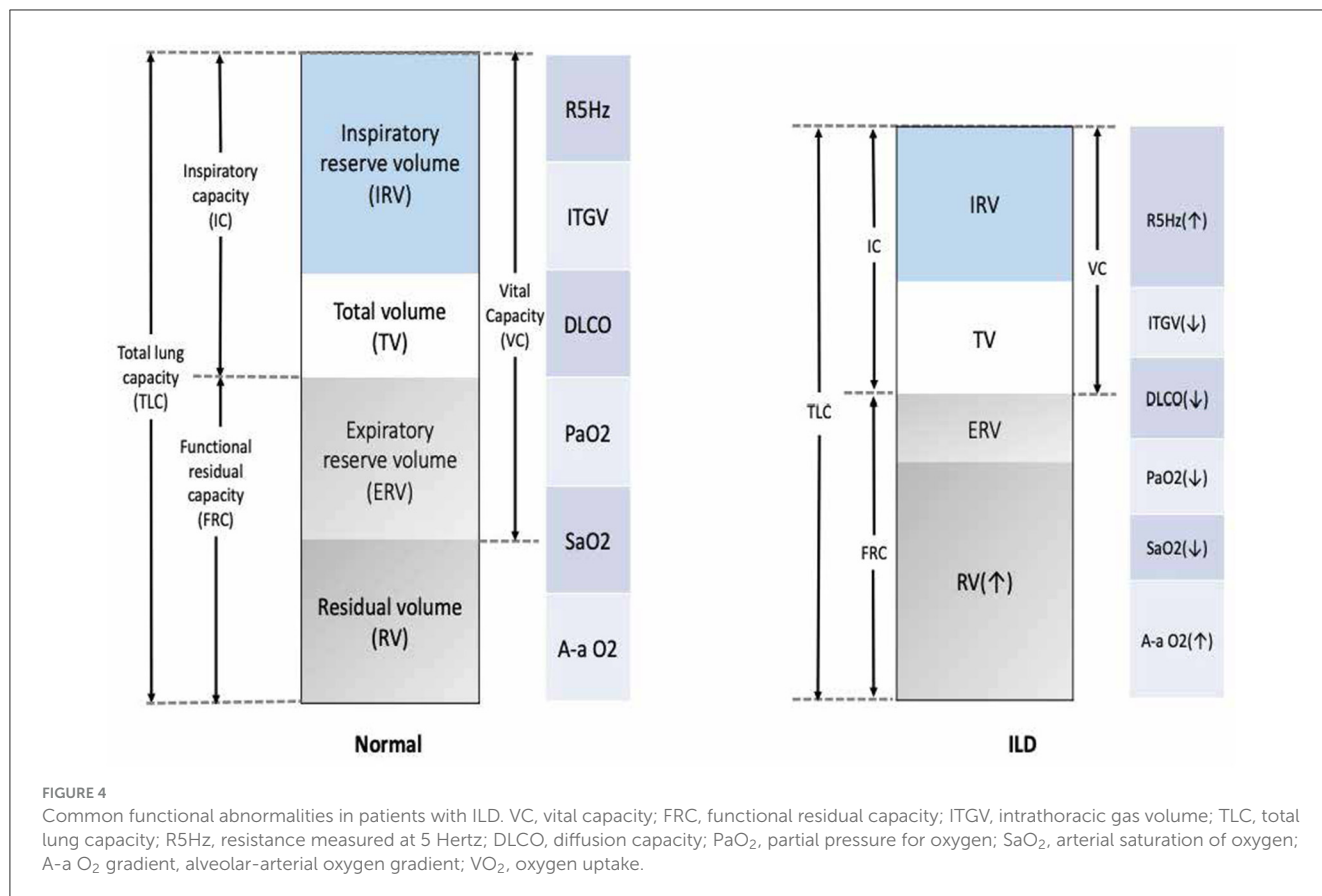 Total lung
capacity
(TLC)
Inspiratory
capacity
(IC)
Functional
residual
capacity
(FRC)
Inspiratory
reserve volume
(IRV)
Total volume
(TV)
Expiratory
reserve volume
(ERV)
Residual volume
(RV)
Vital
Capacity
(VC)
R5Hz
ITGV
DLCO
PaO2
SaO2
A-a O2
Normal
TLC
IC
FRC
IRV
TV
ERV
RV(↑)
VC
R5Hz(↑)
ITGV(↓)
DLCO(↓)
PaO2(↓)
SaO2(↓)
A-a O2(↑)
ILD
FIGURE 4
Common functional abnormalities in patients with ILD. VC, vital capacity; FRC, functional residual capacity; ITGV, intrathoracic gas volume; TLC, total
lung capacity; R5Hz, resistance measured at 5 Hertz; DLCO, diffusion capacity; PaO₂, partial pressure for oxygen; SaO₂, arterial saturation of oxygen;
A-a O₂ gradient, alveolar-arterial oxygen gradient; VO₂, oxygen uptake.